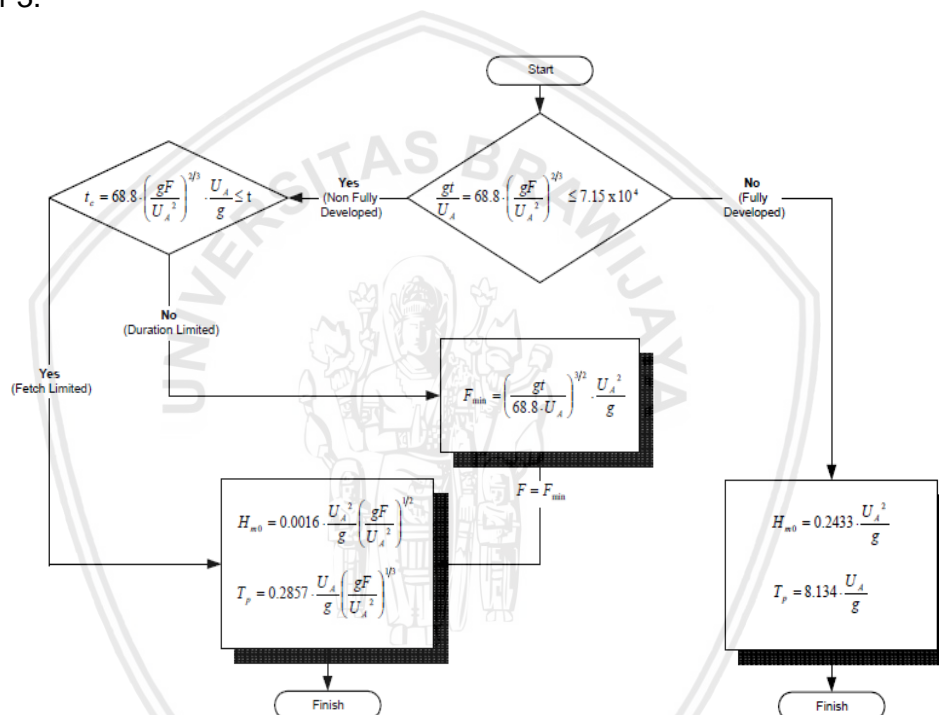 Start
gt/U_A = 68.8·(gF/U_A²)^2/3 ≤ 7.15 x 10⁴
Yes
(Non Fully
Developed)
No
(Fully
Developed)
t_c = 68.8·(gF/U_A²)^2/3 · U_A/g ≤ t
No
(Duration Limited)
Yes
(Fetch Limited)
F_min = (gt/68.8·U_A)^3/2 · U_A²/g
F = F_min
H_m0 = 0.0016·U_A²/g (gF/U_A²)^1/2
T_p = 0.2857·U_A/g (gF/U_A²)^1/3
H_m0 = 0.2433·U_A²/g
T_p = 8.134·U_A/g
Finish
Finish
UNIVERSITAS BRAWIJAYA